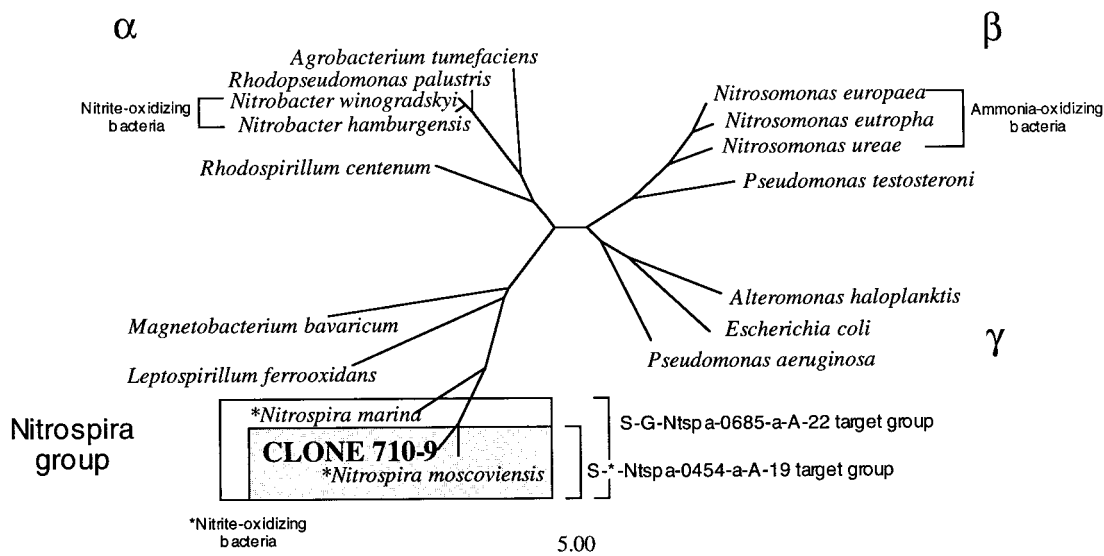 α
β
Agrobacterium tumefaciens
Rhodopseudomonas palustris
Nitrite-oxidizing
bacteria
Nitrobacter winogradskyi
Nitrobacter hamburgensis
Rhodospirillum centenum
Nitrosomonas europaea
Nitrosomonas eutropha
Nitrosomonas ureae
Ammonia-oxidizing
bacteria
Pseudomonas testosteroni
Alteromonas haloplanktis
Escherichia coli
Pseudomonas aeruginosa
γ
Magnetobacterium bavaricum
Leptospirillum ferrooxidans
Nitrospira
group
*Nitrospira marina
CLONE 710-9
*Nitrospira moscoviensis
S-G-Ntspa-0685-a-A-22 target group
S-*-Ntspa-0454-a-A-19 target group
*Nitrite-oxidizing
bacteria
5.00